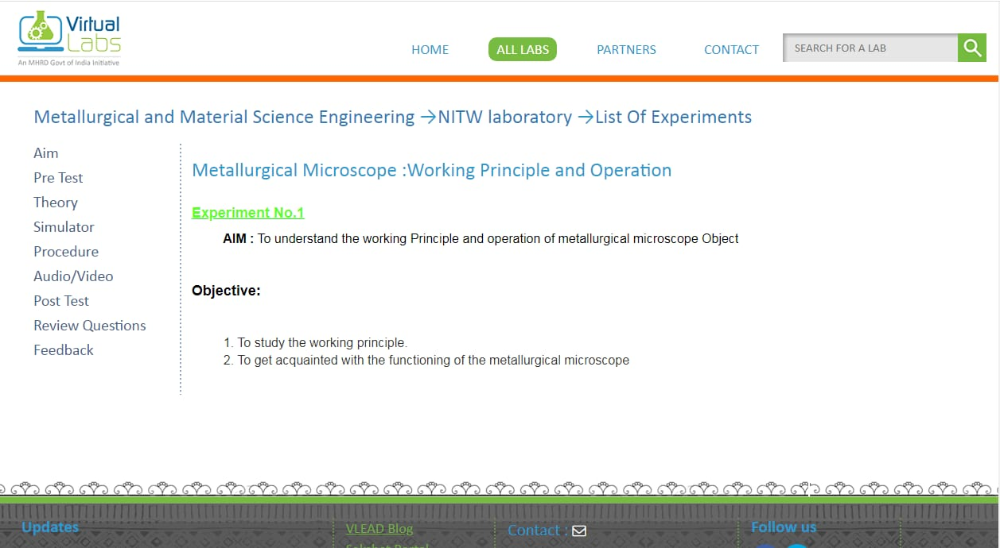 Virtual
Labs
An MHRD Govt of India Initiative
HOME ALL LABS PARTNERS CONTACT SEARCH FOR A LAB
Metallurgical and Material Science Engineering →NITW laboratory →List Of Experiments
Aim
Pre Test
Theory
Simulator
Procedure
Audio/Video
Post Test
Review Questions
Feedback
Metallurgical Microscope :Working Principle and Operation
Experiment No.1
AIM : To understand the working Principle and operation of metallurgical microscope Object
Objective:
1. To study the working principle.
2. To get acquainted with the functioning of the metallurgical microscope
Updates
VLEAD Blog
Contact :
Follow us